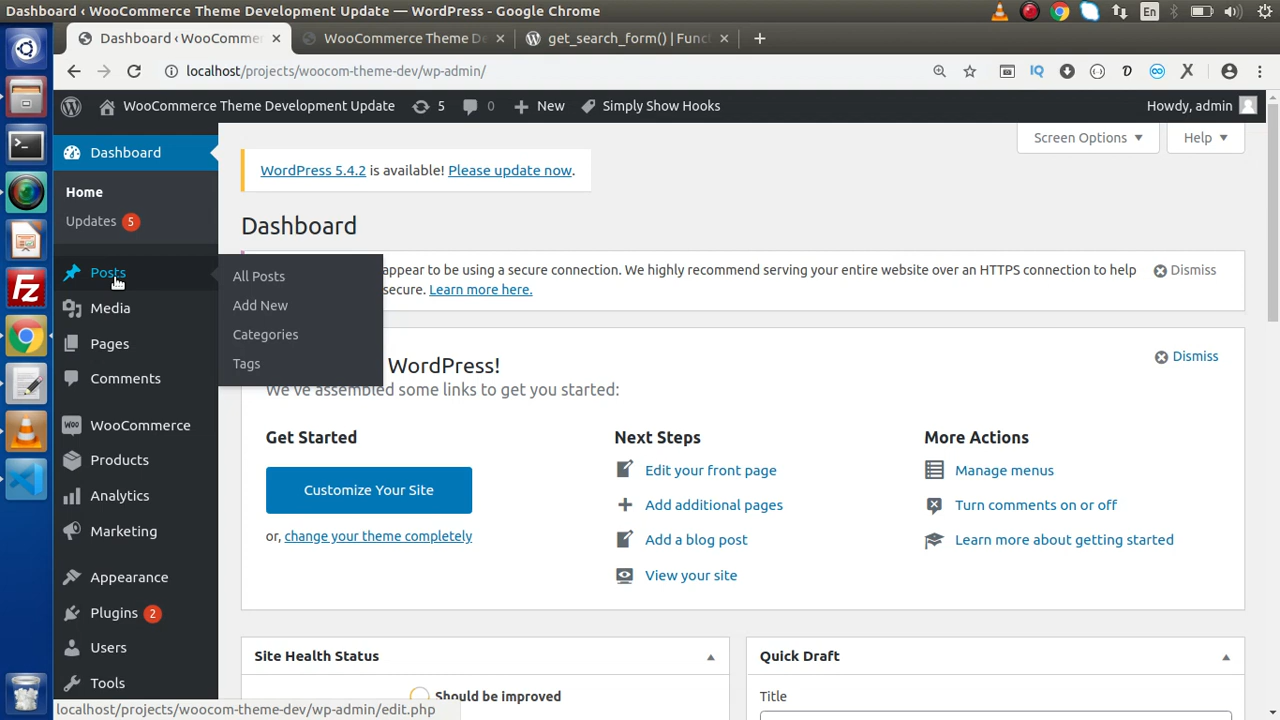 Dashboard ‹ WooCommerce Theme Development Update — WordPress - Google Chrome
En
Dashboard ‹ WooCommer
WooCommerce Theme De
get_search_form() | Funct
localhost/projects/woocom-theme-dev/wp-admin/
IQ
WooCommerce Theme Development Update
5
0
New
Simply Show Hooks
Howdy, admin
Dashboard
Screen Options
Help
WordPress 5.4.2 is available! Please update now.
Home
Updates 5
Dashboard
Posts
All Posts
Add New
Categories
Tags
appear to be using a secure connection. We highly recommend serving your entire website over an HTTPS connection to help
secure. Learn more here.
Dismiss
Media
Pages
Comments
WooCommerce
Products
Analytics
Marketing
Appearance
Plugins 2
Users
Tools
WordPress!
We've assembled some links to get you started:
Dismiss
Get Started
Customize Your Site
or, change your theme completely
Next Steps
Edit your front page
Add additional pages
Add a blog post
View your site
More Actions
Manage menus
Turn comments on or off
Learn more about getting started
Site Health Status
Should be improved
Quick Draft
Title
localhost/projects/woocom-theme-dev/wp-admin/edit.php